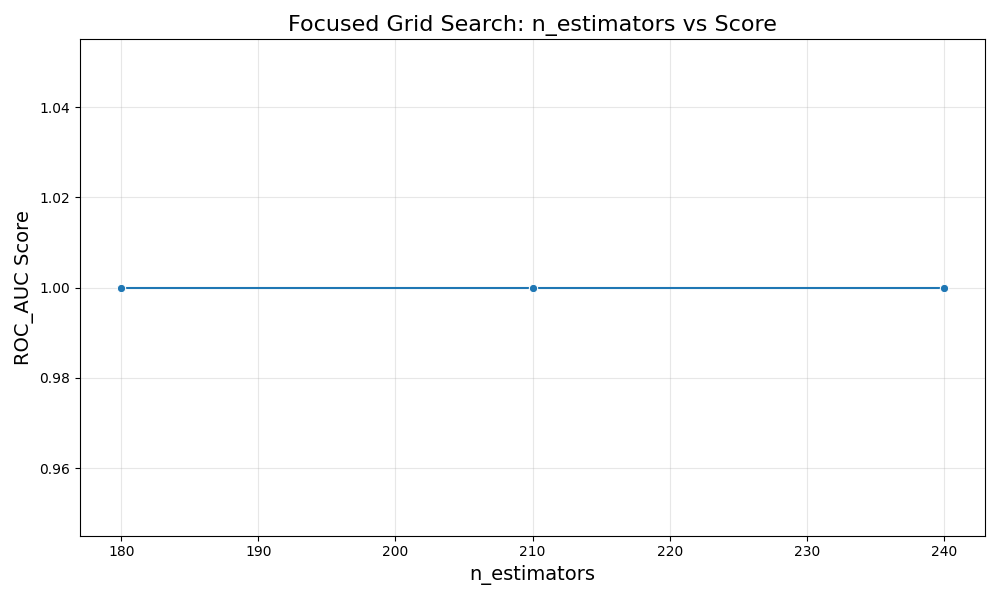 Focused Grid Search: n_estimators vs Score
1.04
1.02
1.00
0.98
0.96
ROC_AUC Score
180 190 200 210 220 230 240
n_estimators